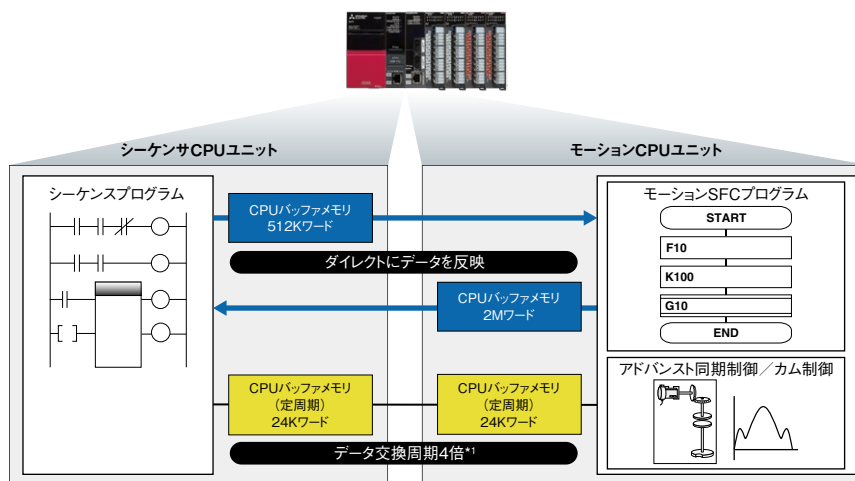 シーケンサCPUユニット
モーションCPUユニット
シーケンスプログラム
CPUバッファメモリ
512Kワード
ダイレクトにデータを反映
CPUバッファメモリ
2Mワード
CPUバッファメモリ
(定周期)
24Kワード
CPUバッファメモリ
(定周期)
24Kワード
データ交換周期4倍*1
モーションSFCプログラム
START
F10
K100
G10
END
アドバンスト同期制御/カム制御